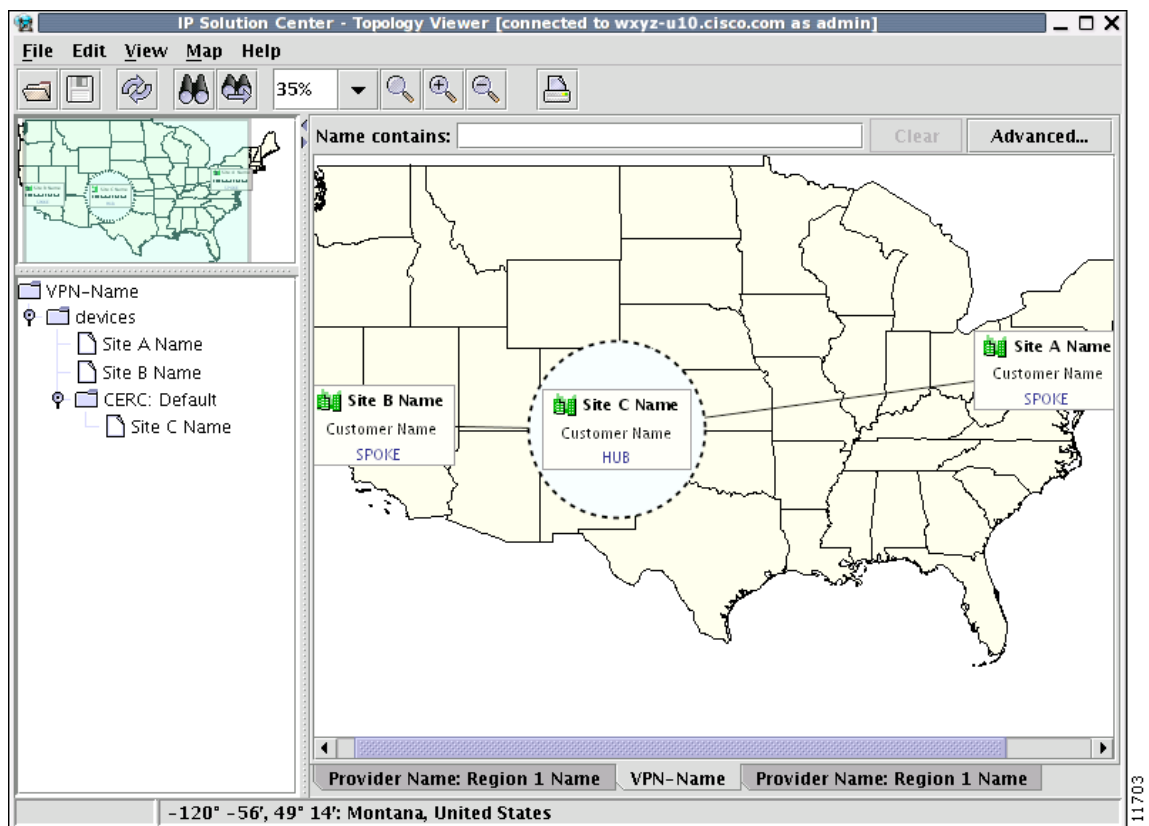 IP Solution Center - Topology Viewer [connected to wxyz-u10.cisco.com as admin]
File Edit View Map Help
35%
Name contains: Clear Advanced...
VPN-Name
devices
Site A Name
Site B Name
CERC: Default
Site C Name
Site A Name
Customer Name
SPOKE
Site B Name
Customer Name
SPOKE
Site C Name
Customer Name
HUB
Provider Name: Region 1 Name VPN-Name Provider Name: Region 1 Name
-120° -56', 49° 14': Montana, United States
11703